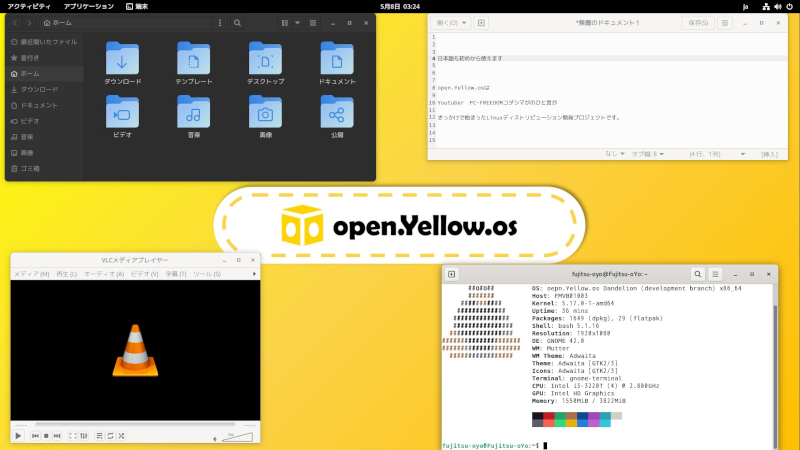 アクティビティ アプリケーション 端末 5月8日 03:24 ja
ホーム
最近開いたファイル
星付き
ホーム
ダウンロード
ドキュメント
ビデオ
音楽
画像
ゴミ箱
ダウンロード テンプレート デスクトップ ドキュメント
ビデオ 音楽 画像 公開
開く(O) *無題のドキュメント 1 保存(S)
1
2
3
4 日本語も初めから使えます
5
6
7
8 open.Yellow.osは
9
10 Youtuber PC-FREEDOMコダシマがのひと言が
11
12 きっかけで始まったLinuxディストリビューション開発プロジェクトです。
13
14
15
なし タブ幅: 8 (4 行、1 列) [挿入]
open.Yellow.os
VLCメディアプレイヤー
メディア(M) 再生(L) オーディオ(A) ビデオ(V) 字幕(T) ツール(S)
--:-- --:--
fujitsu-oyo@Fujitsu-oYo: ~
OS: oepn.Yellow.os Dandelion (development branch) x86_64
Host: FMVB01003
Kernel: 5.17.0-1-amd64
Uptime: 36 mins
Packages: 1649 (dpkg), 29 (flatpak)
Shell: bash 5.1.16
Resolution: 1920x1080
DE: GNOME 42.0
WM: Mutter
WM Theme: Adwaita
Theme: Adwaita [GTK2/3]
Icons: Adwaita [GTK2/3]
Terminal: gnome-terminal
CPU: Intel i3-3220T (4) @ 2.800GHz
GPU: Intel HD Graphics
Memory: 1550MiB / 3822MiB
fujitsu-oyo@Fujitsu-oYo:~$